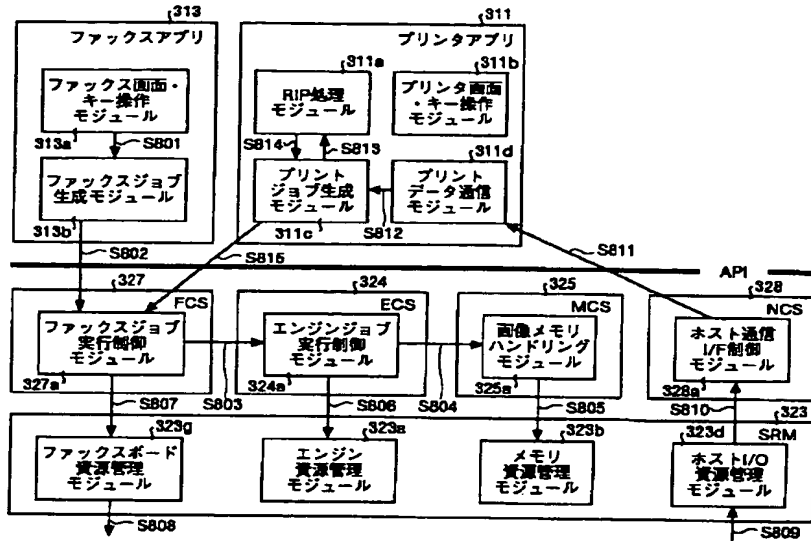 313
ファックスアプリ
ファックス画面・
キー操作
モジュール
313a
S801
ファックスジョブ
生成モジュール
313b
S802
311
プリンタアプリ
311a
RIP処理
モジュール
311b
プリンタ画面
・キー操作
モジュール
S814
S813
311d
プリント
ジョブ生成
モジュール
311c
S812
プリント
データ通信
モジュール
S811
S815
API
327
FCS
ファックスジョブ
実行制御
モジュール
327a
S807
S803
324
ECS
エンジンジョブ
実行制御
モジュール
324a
S806
S804
325
MCS
画像メモリ
ハンドリング
モジュール
325a
S805
328
NCS
ホスト通信
I/F制御
モジュール
328a
S810
323
SRM
323g
ファックスボード
資源管理
モジュール
S808
323a
エンジン
資源管理
モジュール
323b
メモリ
資源管理
モジュール
323d
ホストI/O
資源管理
モジュール
S809